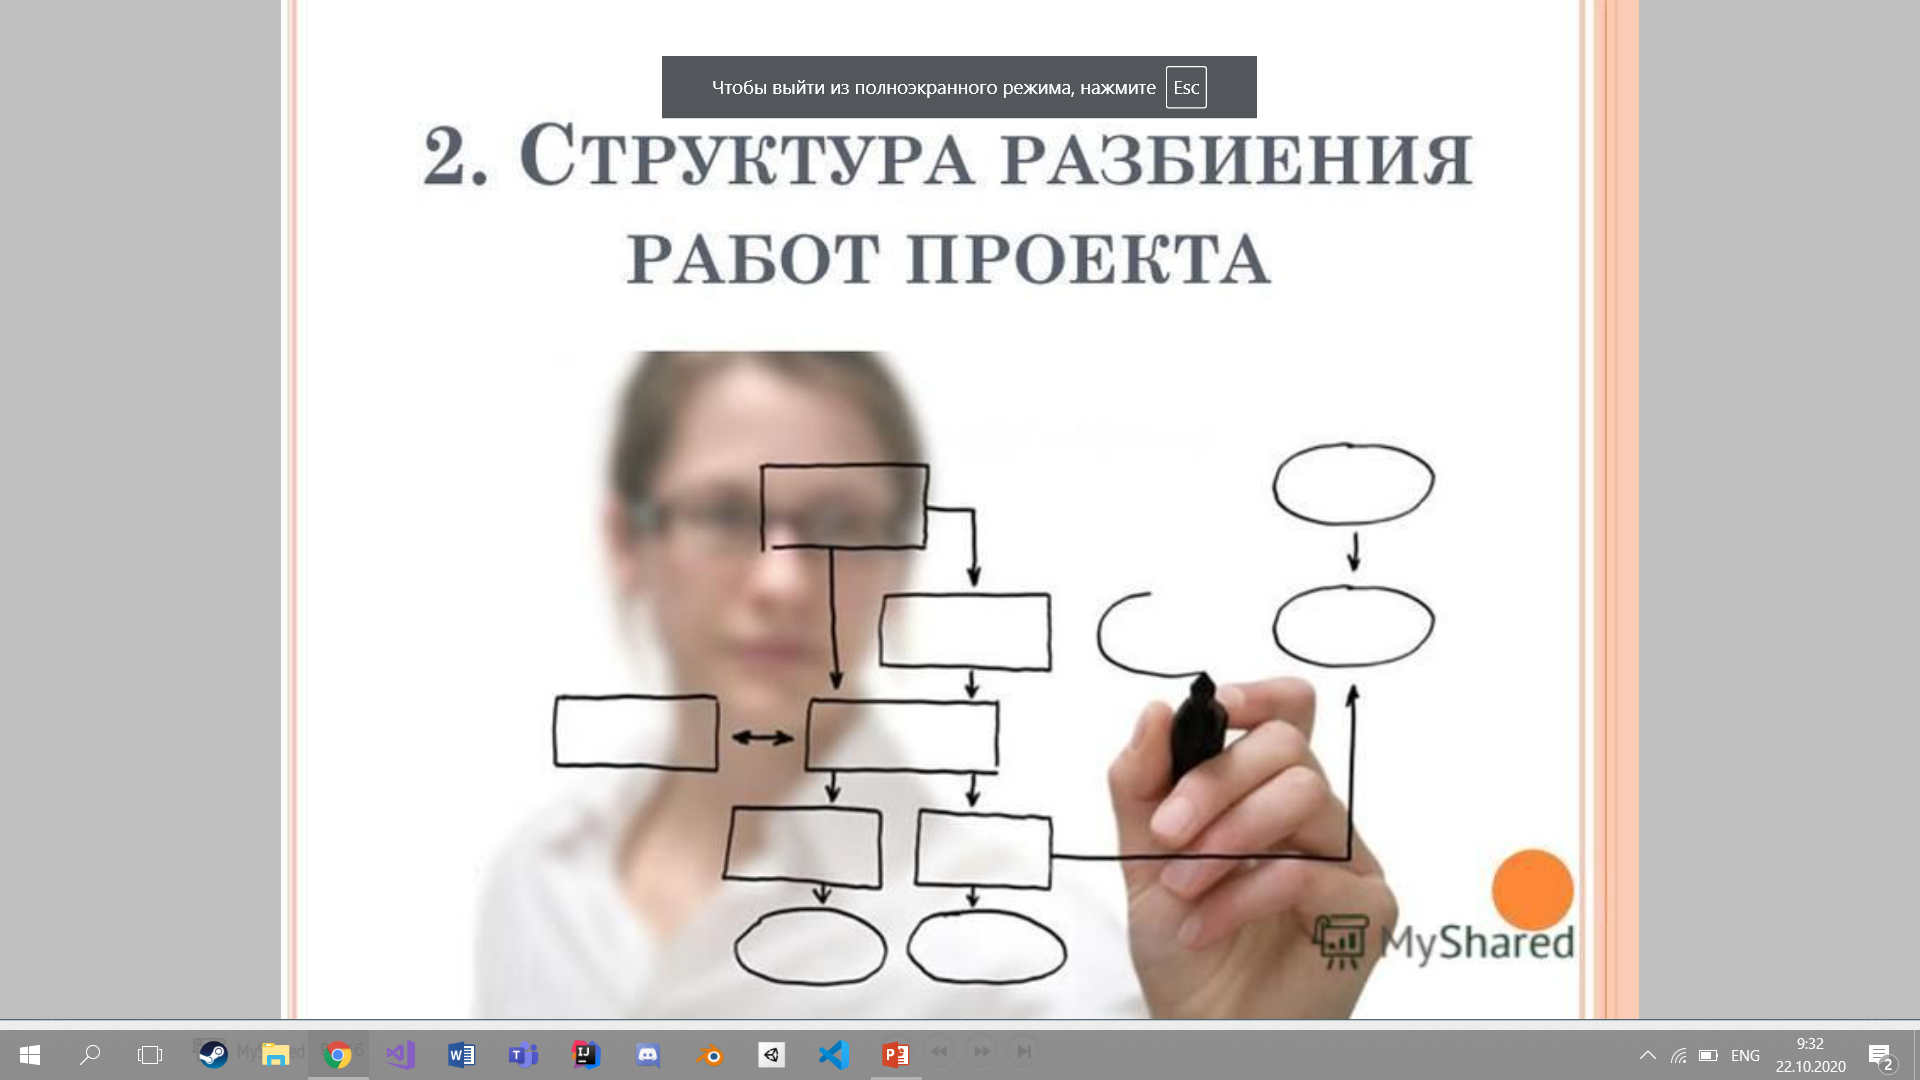 Чтобы выйти из полноэкранного режима, нажмите Esc
2. Структура разбиения
работ проекта
MyShared
9:32
ENG
22.10.2020
2